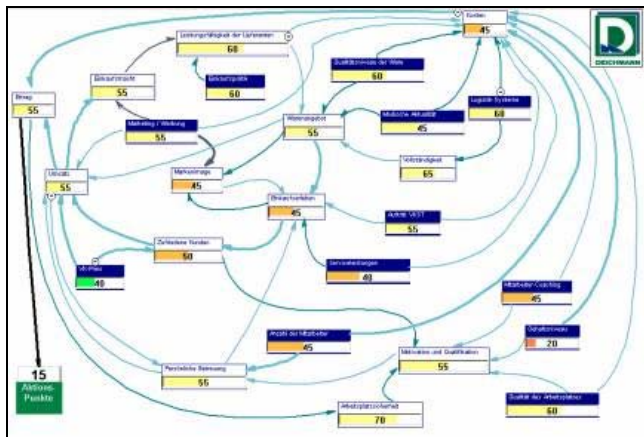 Kosten
45
DEICHMANN
Leistungsfähigkeit der Lieferanten
60
Einkaufsmacht
55
Einkaufspolitik
60
Qualitätsniveau der Ware
60
Ertrag
55
Marketing / Werbung
55
Warenangebot
55
Modische Aktualität
45
Logistik-Systeme
60
Umsatz
55
Markenimage
45
Vollständigkeit
65
Einkaufserlebnis
45
Auftritt VKST
55
Zufriedene Kunden
50
VK-Preis
40
Serviceleistungen
40
Mitarbeiter-Coaching
45
Anzahl der Mitarbeiter
45
Gehaltsniveau
20
Motivation und Qualifikation
55
15
Aktions-
Punkte
Persönliche Betreuung
55
Arbeitsplatzsicherheit
70
Qualität des Arbeitsplatzes
60